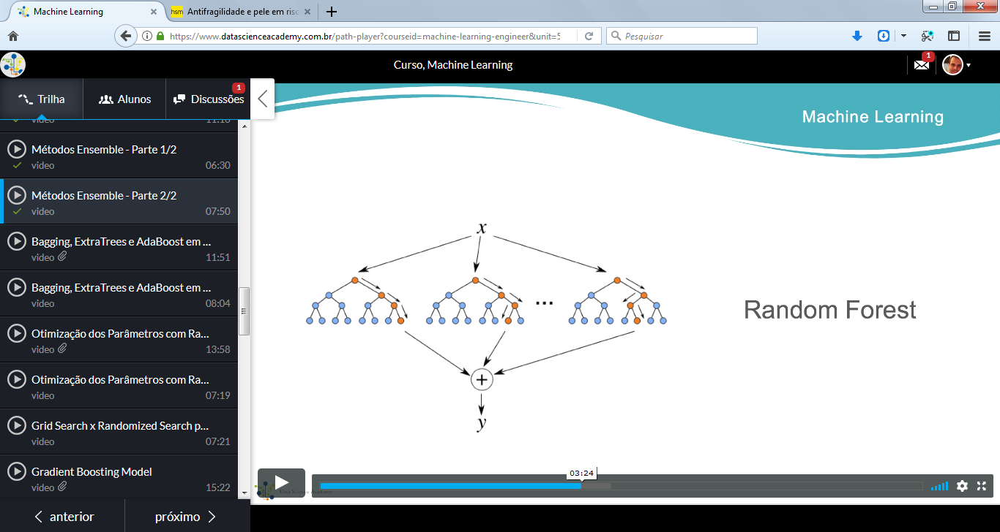 Machine Learning
hsm
Antifragilidade e pele em risc
https://www.datascienceacademy.com.br/path-player?courseid=machine-learning-engineer&unit=5
Pesquisar
Curso, Machine Learning
1
Trilha
Alunos
Discussões
1
video
11:10
Métodos Ensemble - Parte 1/2
video
06:30
Métodos Ensemble - Parte 2/2
video
07:50
Bagging, ExtraTrees e AdaBoost em ...
video
11:51
Bagging, ExtraTrees e AdaBoost em ...
video
08:04
Otimização dos Parâmetros com Ra...
video
13:58
Otimização dos Parâmetros com Ra...
video
07:19
Grid Search x Randomized Search p...
video
07:21
Gradient Boosting Model
video
15:22
anterior
próximo
Machine Learning
x
...
Random Forest
+
y
03:24
Data Science Academy